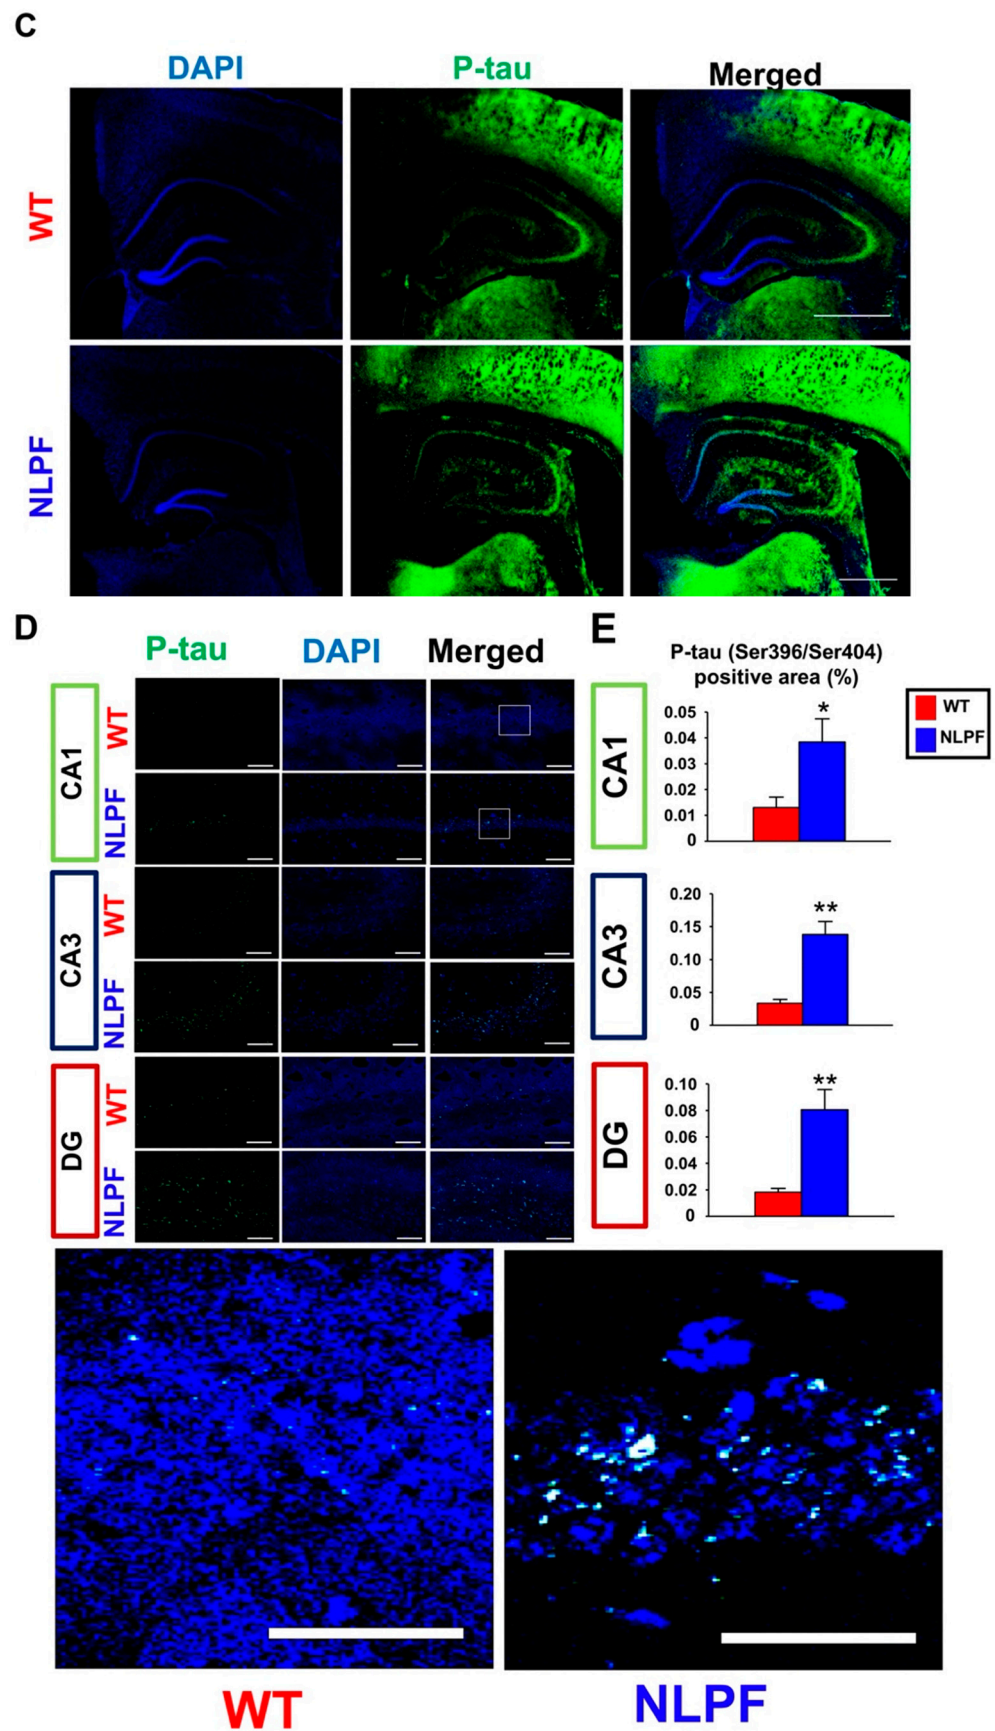 C
DAPI
P-tau
Merged
WT
NLPF
D
P-tau
DAPI
Merged
CA1
WT
NLPF
CA3
WT
NLPF
DG
WT
NLPF
E
P-tau (Ser396/Ser404)
positive area (%)
WT
NLPF
CA1
0.05
0.04
0.03
0.02
0.01
0
*
CA3
0.20
0.15
0.10
0.05
0
**
DG
0.10
0.08
0.06
0.04
0.02
0
**
WT
NLPF